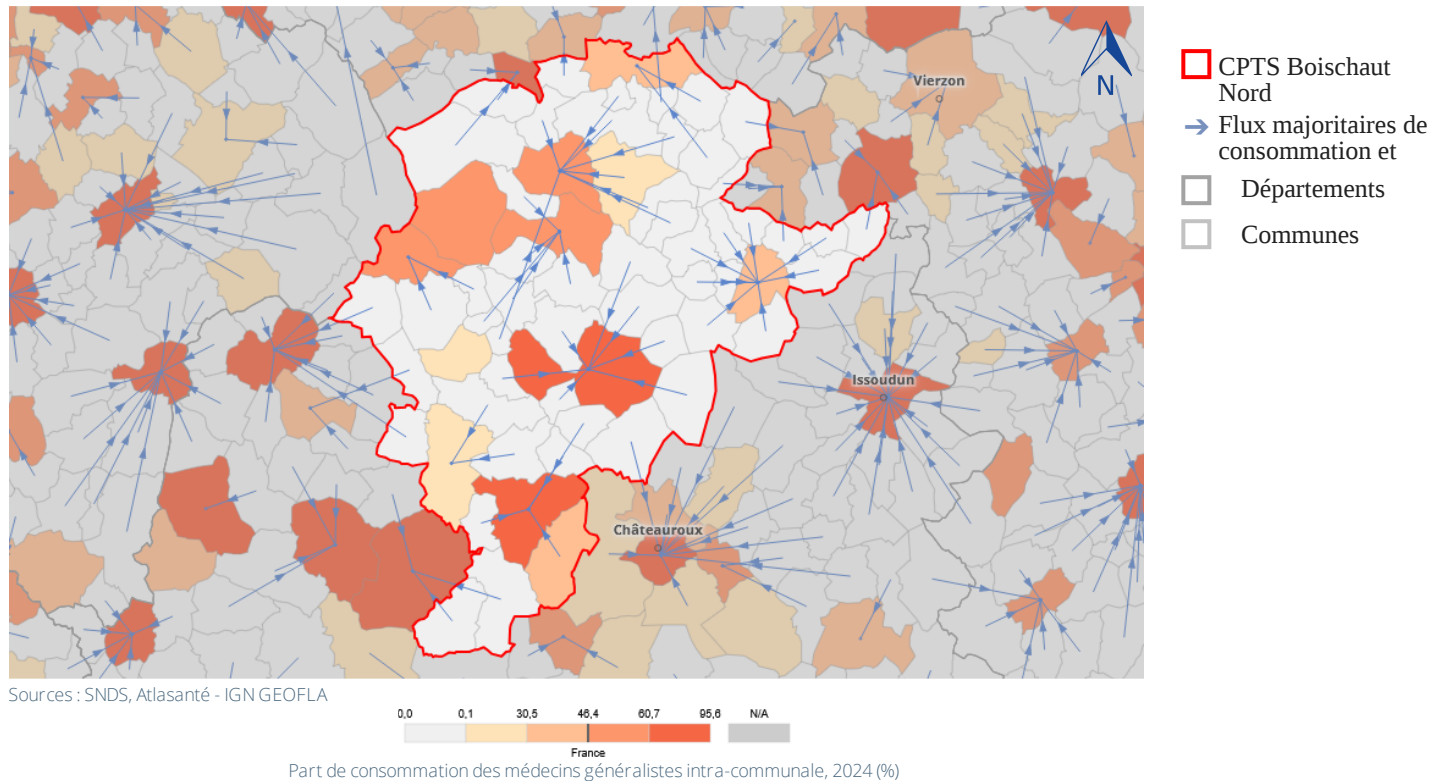 Vierzon
N
CPTS Boischaut
Nord
Flux majoritaires de
consommation et
Départements
Communes
Issoudun
Châteauroux
Sources : SNDS, Atlasanté - IGN GEOFLA
0,0 0,1 30,5 46,4 60,7 95,6 N/A
France
Part de consommation des médecins généralistes intra-communale, 2024 (%)